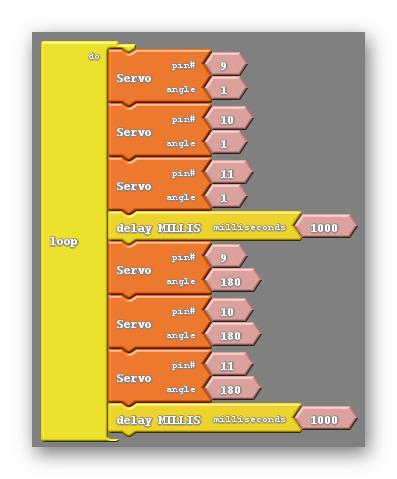 do
Servo pin# 9
angle 1
Servo pin# 10
angle 1
Servo pin# 11
angle 1
delay MILLIS milliseconds 1000
loop
Servo pin# 9
angle 180
Servo pin# 10
angle 180
Servo pin# 11
angle 180
delay MILLIS milliseconds 1000